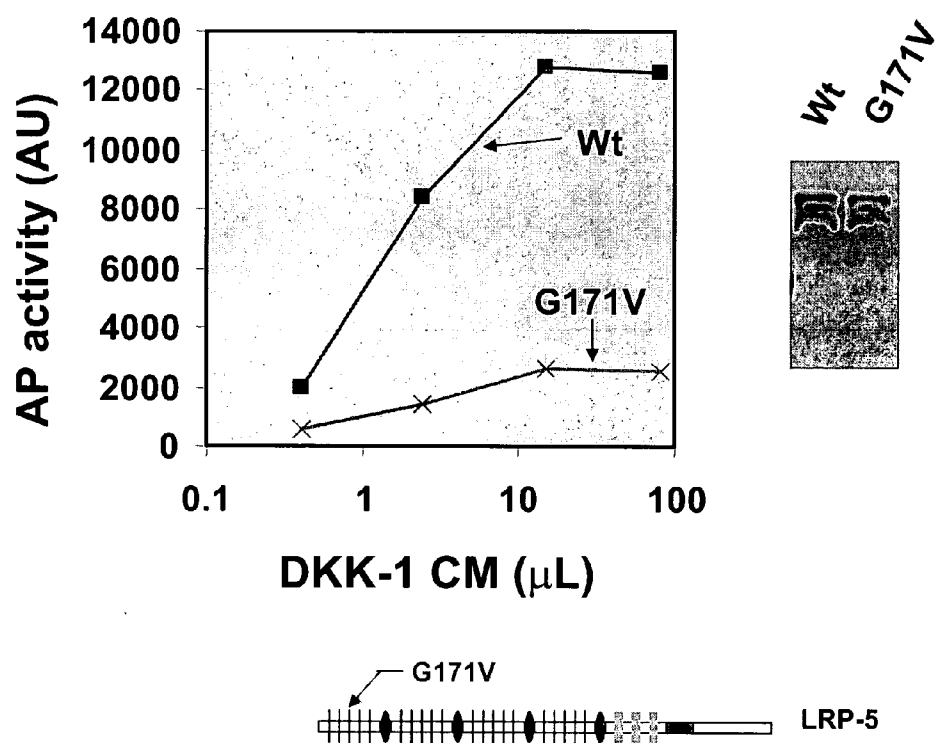 14000
12000
10000
8000
6000
4000
2000
0
AP activity (AU)
Wt
G171V
0.1 1 10 100
DKK-1 CM (μL)
Wt G171V
G171V
LRP-5